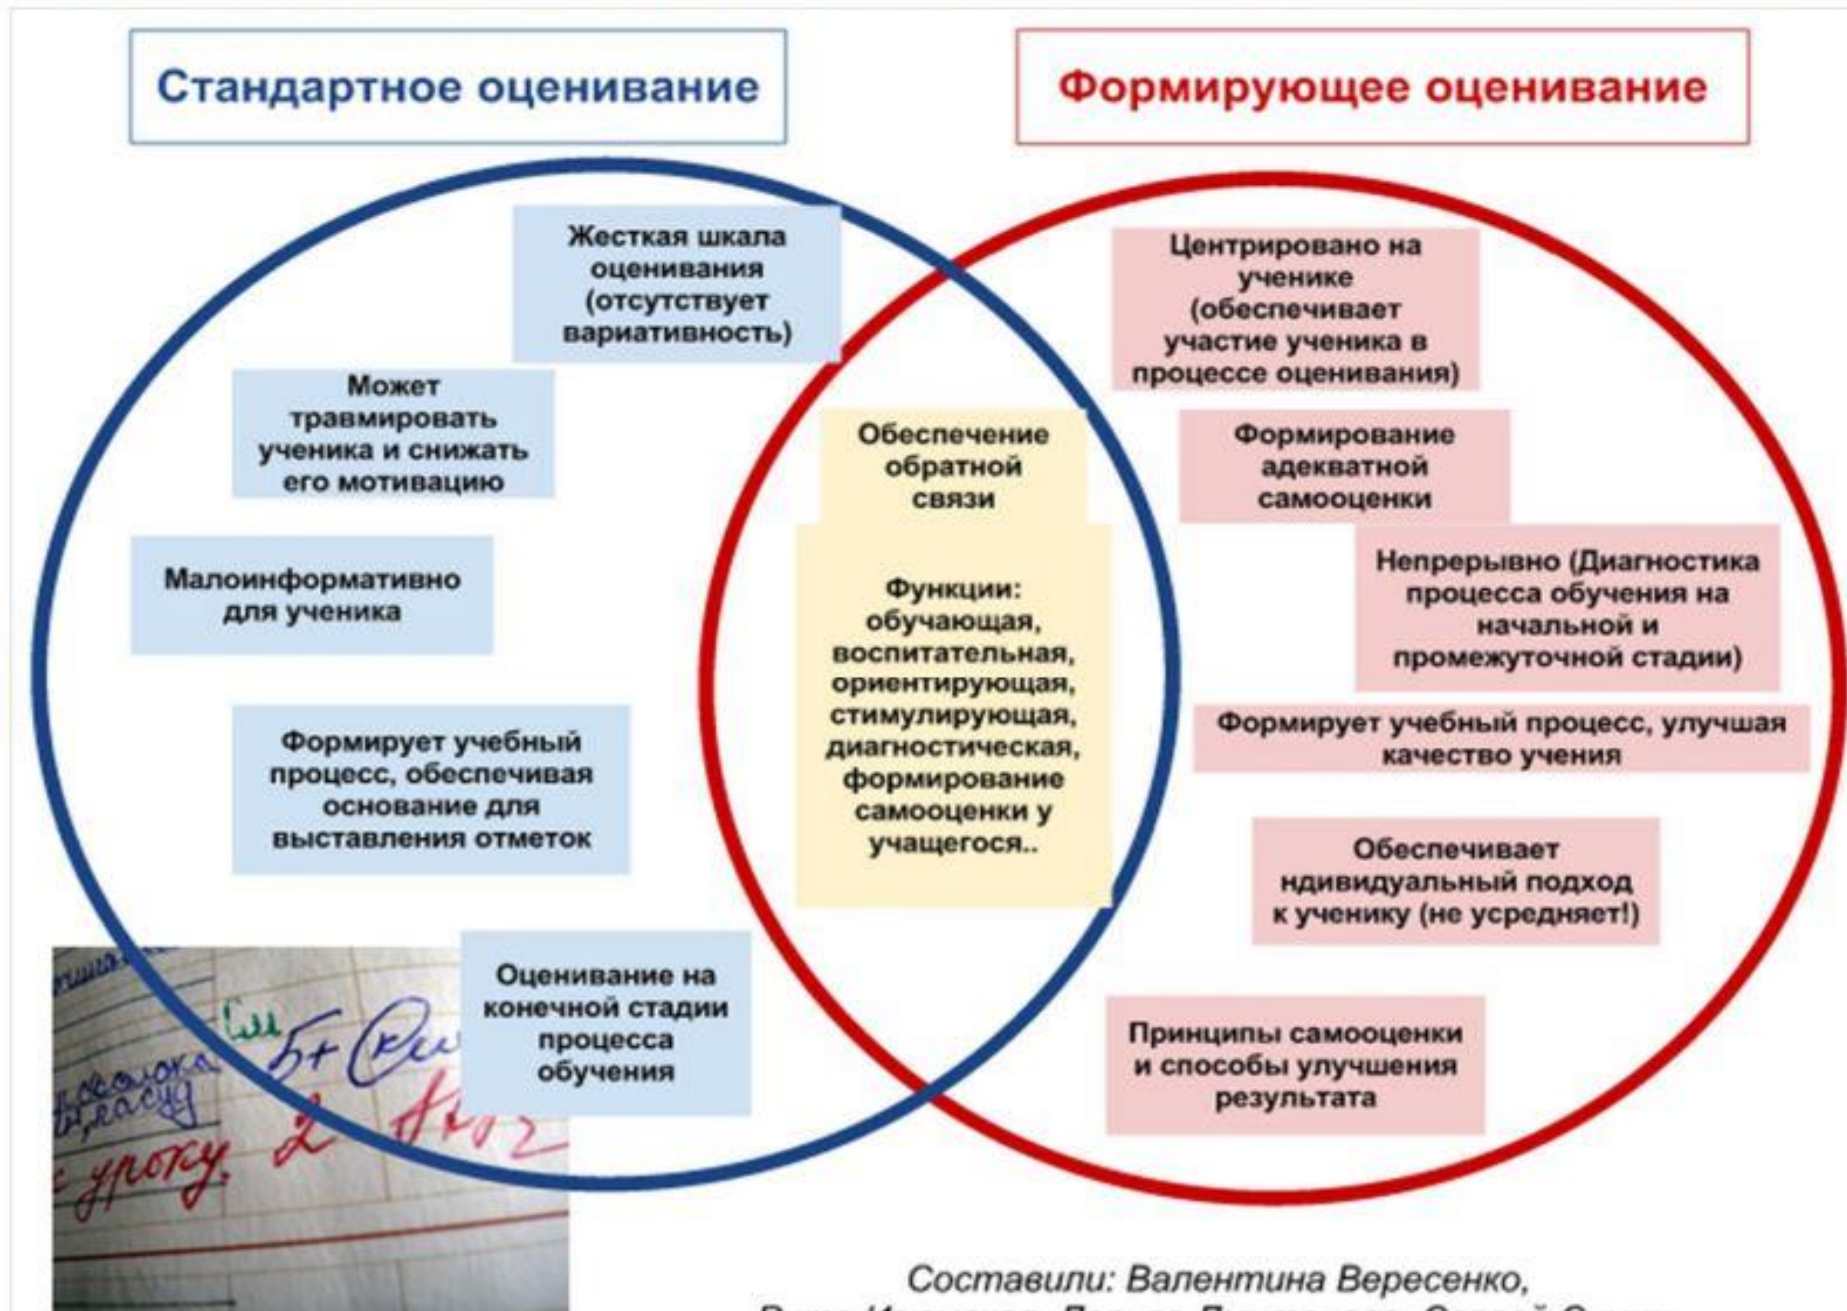 Стандартное оценивание
Формирующее оценивание
Жесткая шкала
оценивания
(отсутствует
вариативность)
Может
травмировать
ученика и снижать
его мотивацию
Малоинформативно
для ученика
Формирует учебный
процесс, обеспечивая
основание для
выставления отметок
Оценивание на
конечной стадии
процесса
обучения
Обеспечение
обратной
связи
Функции:
обучающая,
воспитательная,
ориентирующая,
стимулирующая,
диагностическая,
формирование
самооценки у
учащегося..
Центрировано на
ученике
(обеспечивает
участие ученика в
процессе оценивания)
Формирование
адекватной
самооценки
Непрерывно (Диагностика
процесса обучения на
начальной и
промежуточной стадии)
Формирует учебный процесс, улучшая
качество учения
Обеспечивает
ндивидуальный подход
к ученику (не усредняет!)
Принципы самооценки
и способы улучшения
результата
5+
уроку. 2
Составили: Валентина Вересенко,